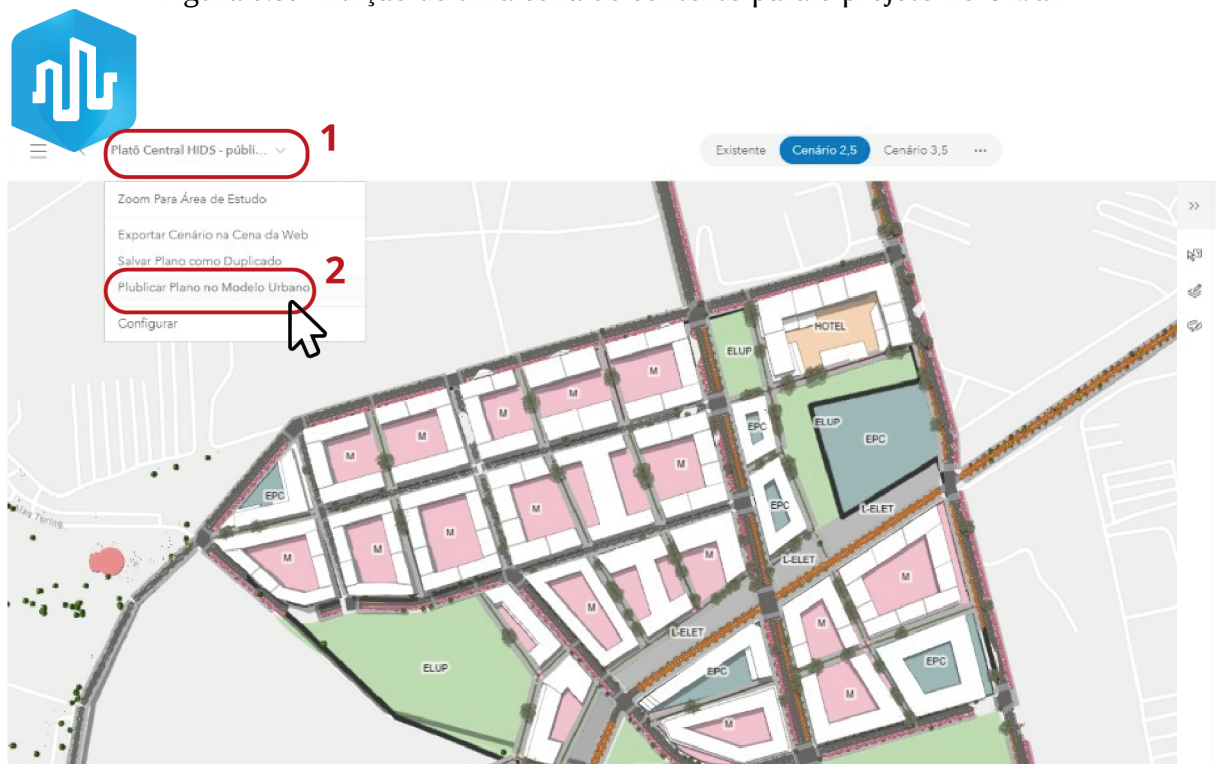 1
Platô Central HIDS - públi...
Existente
Cenário 2,5
Cenário 3,5
...
Zoom Para Área de Estudo
Exportar Cenário na Cena da Web
Salvar Plano como Duplicado
2
Plublicar Plano no Modelo Urbano
Configurar
HOTEL
ELUP
M
M
M
ELUP
M
EPC
EPC
M
M
EPC
M
EPC
M
L-ELET
Alan Turing
M
M
M
M
L-ELET
M
M
L-ELET
M
ELUP
EPC
EPC
M
M